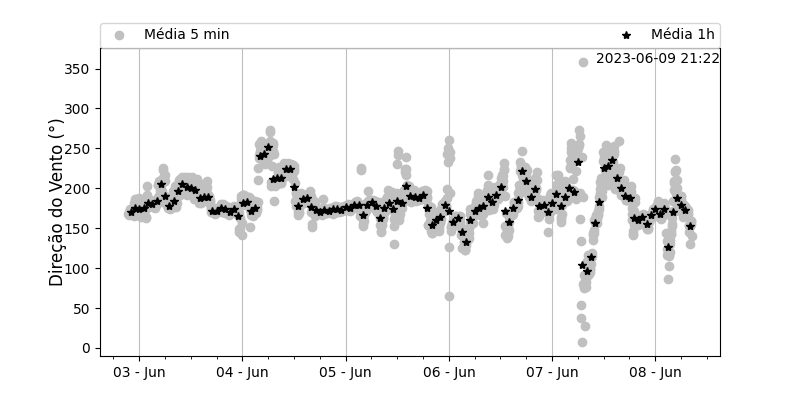 Média 5 min
Média 1h
2023-06-09 21:22
Direção do Vento (°)
350
300
250
200
150
100
50
0
03 - Jun
04 - Jun
05 - Jun
06 - Jun
07 - Jun
08 - Jun